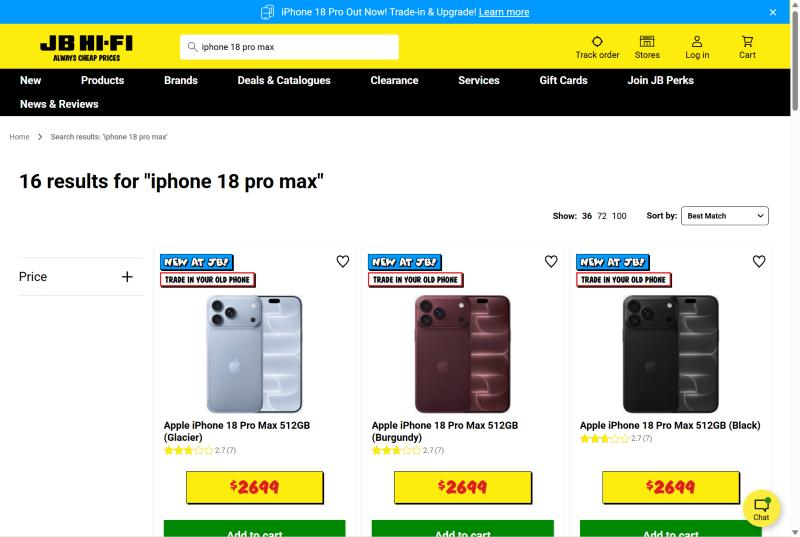 iPhone 18 Pro Out Now! Trade-in & Upgrade! Learn more
JB HI-FI
ALWAYS CHEAP PRICES
iphone 18 pro max
Track order
Stores
Log in
Cart
New
Products
Brands
Deals & Catalogues
Clearance
Services
Gift Cards
Join JB Perks
News & Reviews
Home
Search results: 'iphone 18 pro max'
16 results for "iphone 18 pro max"
Show: 36 72 100
Sort by: Best Match
Price
NEW AT JB!
TRADE IN YOUR OLD PHONE
Apple iPhone 18 Pro Max 512GB
(Glacier)
2.7 (7)
$2699
Add to cart
NEW AT JB!
TRADE IN YOUR OLD PHONE
Apple iPhone 18 Pro Max 512GB
(Burgundy)
2.7 (7)
$2699
Add to cart
NEW AT JB!
TRADE IN YOUR OLD PHONE
Apple iPhone 18 Pro Max 512GB (Black)
2.7 (7)
$2699
Add to cart
Chat